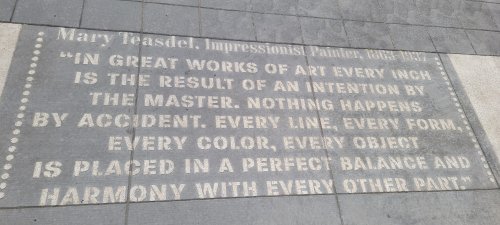 Mary Teasdel, Impressionist Painter, 1863-1937
"IN GREAT WORKS OF ART EVERY INCH
IS THE RESULT OF AN INTENTION BY
THE MASTER. NOTHING HAPPENS
BY ACCIDENT. EVERY LINE, EVERY FORM,
EVERY COLOR, EVERY OBJECT
IS PLACED IN A PERFECT BALANCE AND
HARMONY WITH EVERY OTHER PART."